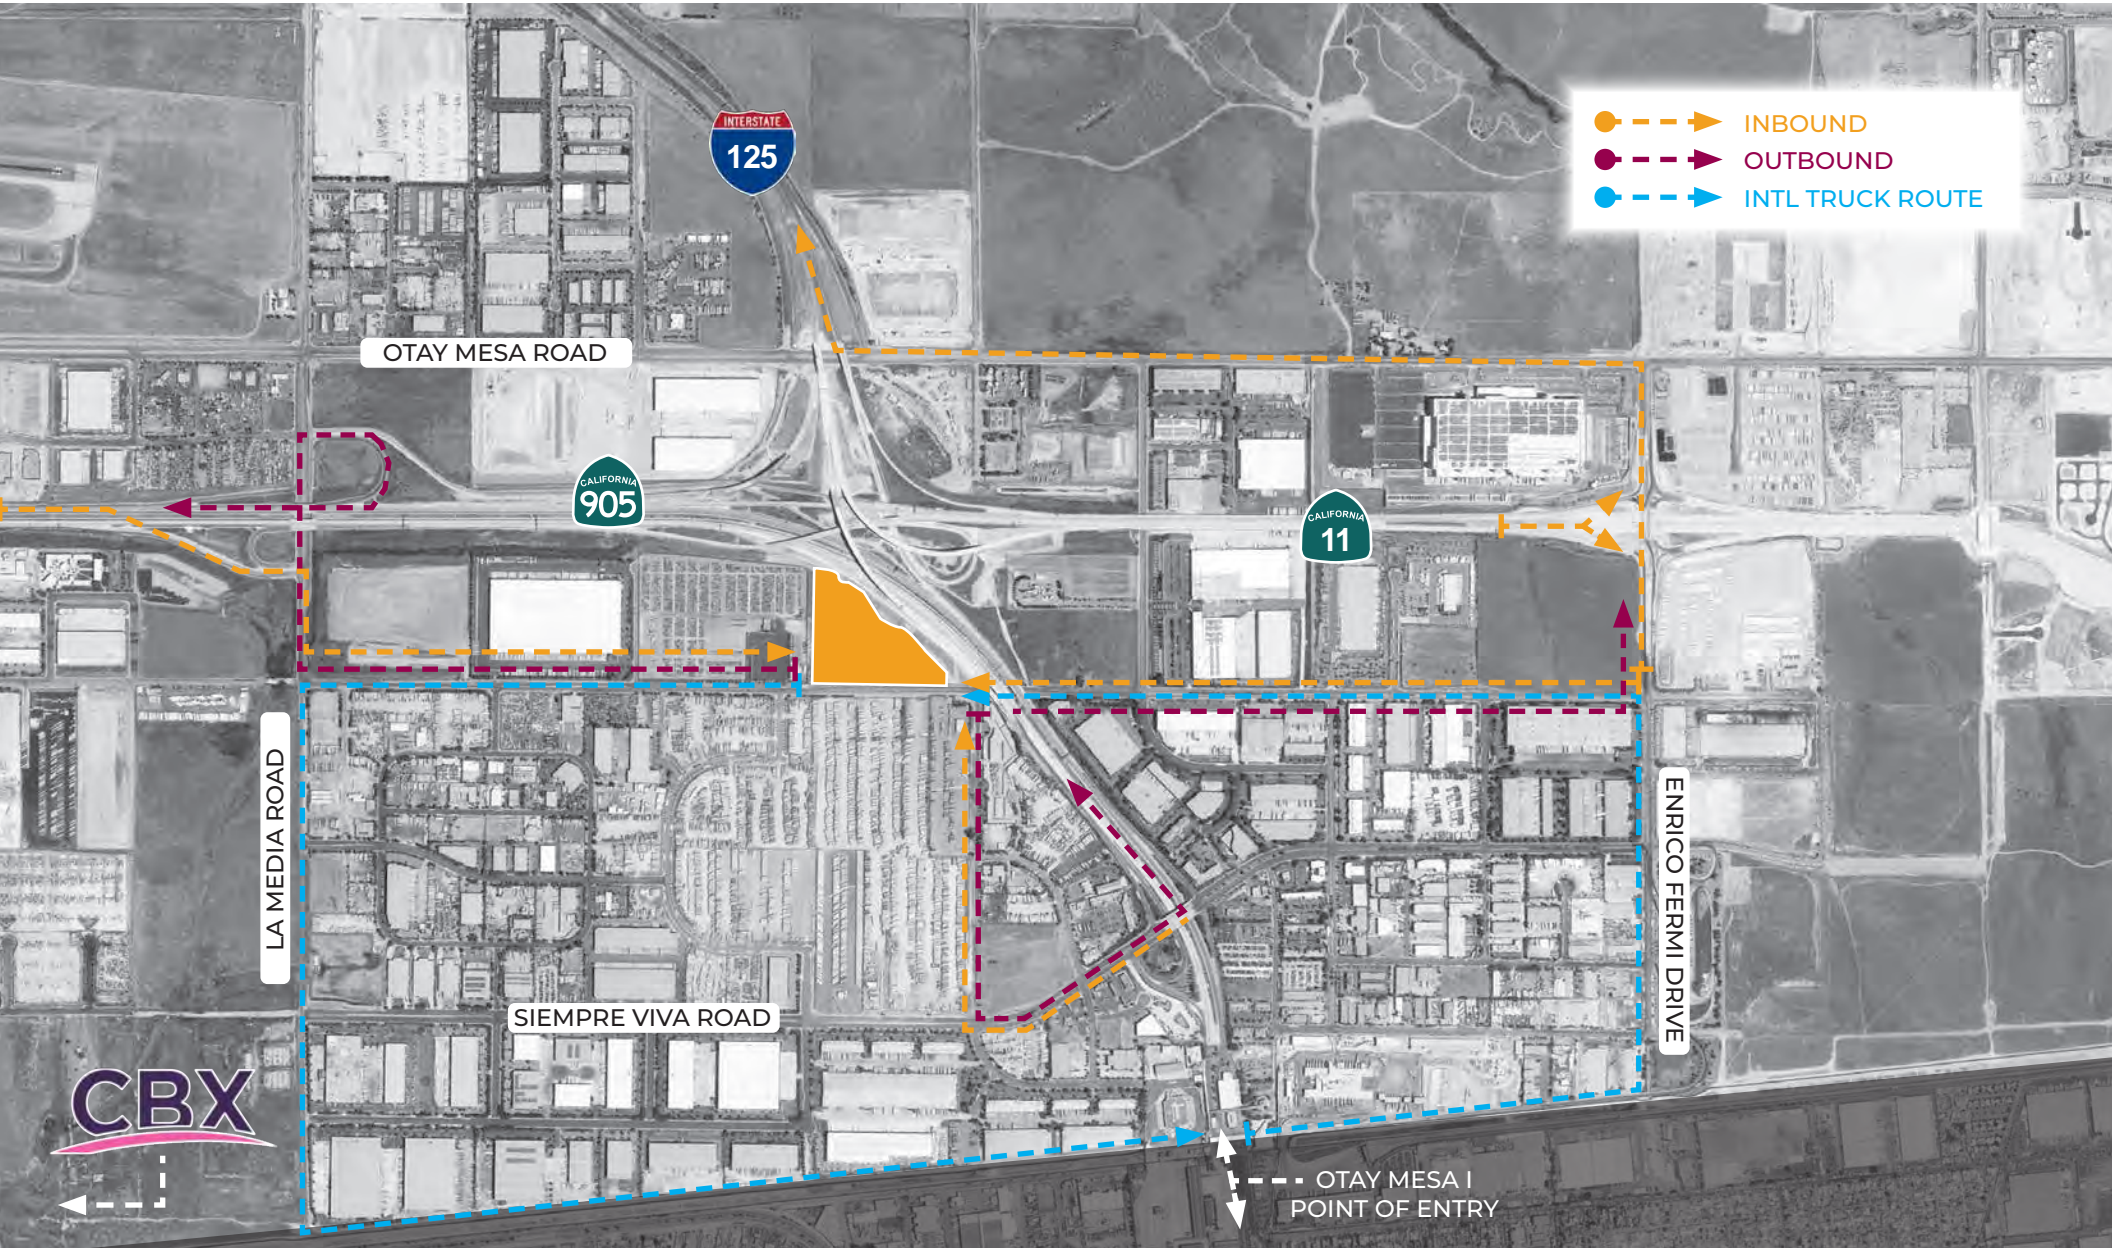 INTERSTATE
125
INBOUND
OUTBOUND
INTL TRUCK ROUTE
OTAY MESA ROAD
CALIFORNIA
905
CALIFORNIA
11
LA MEDIA ROAD
ENRICO FERMI DRIVE
SIEMPRE VIVA ROAD
CBX
OTAY MESA I
POINT OF ENTRY